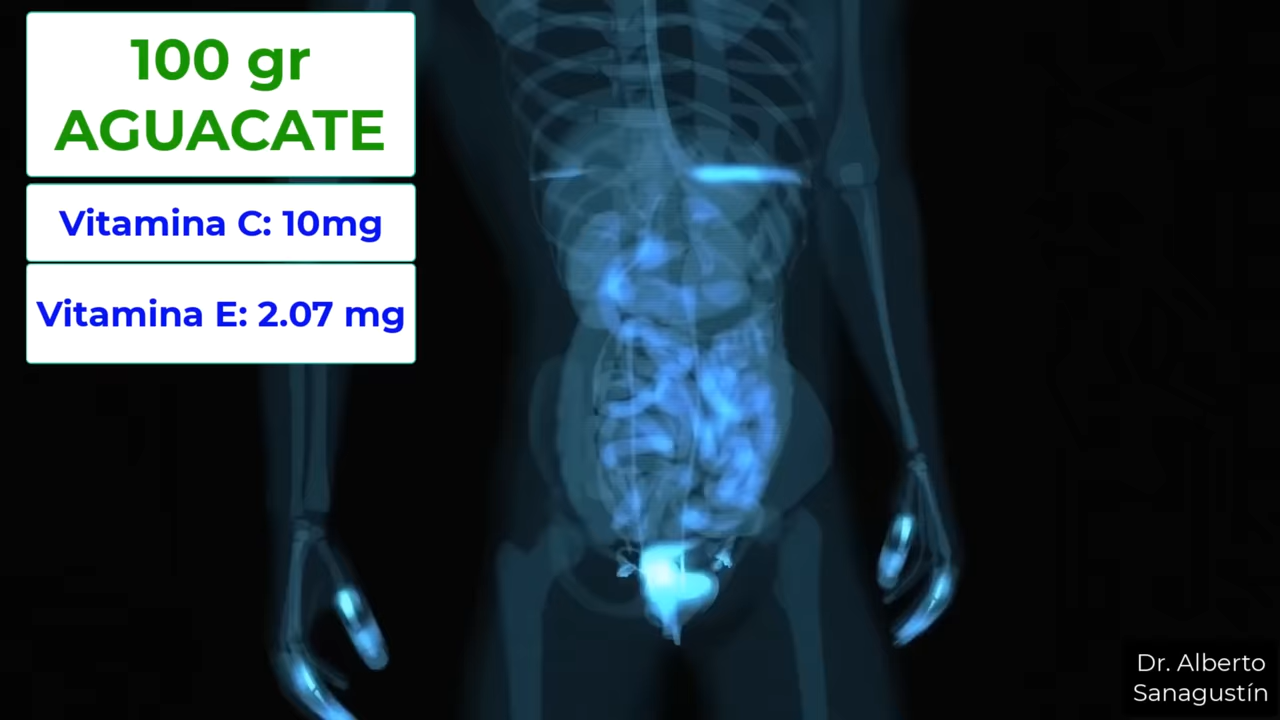 100 gr
AGUACATE
Vitamina C: 10mg
Vitamina E: 2.07 mg
Dr. Alberto
Sanagustín